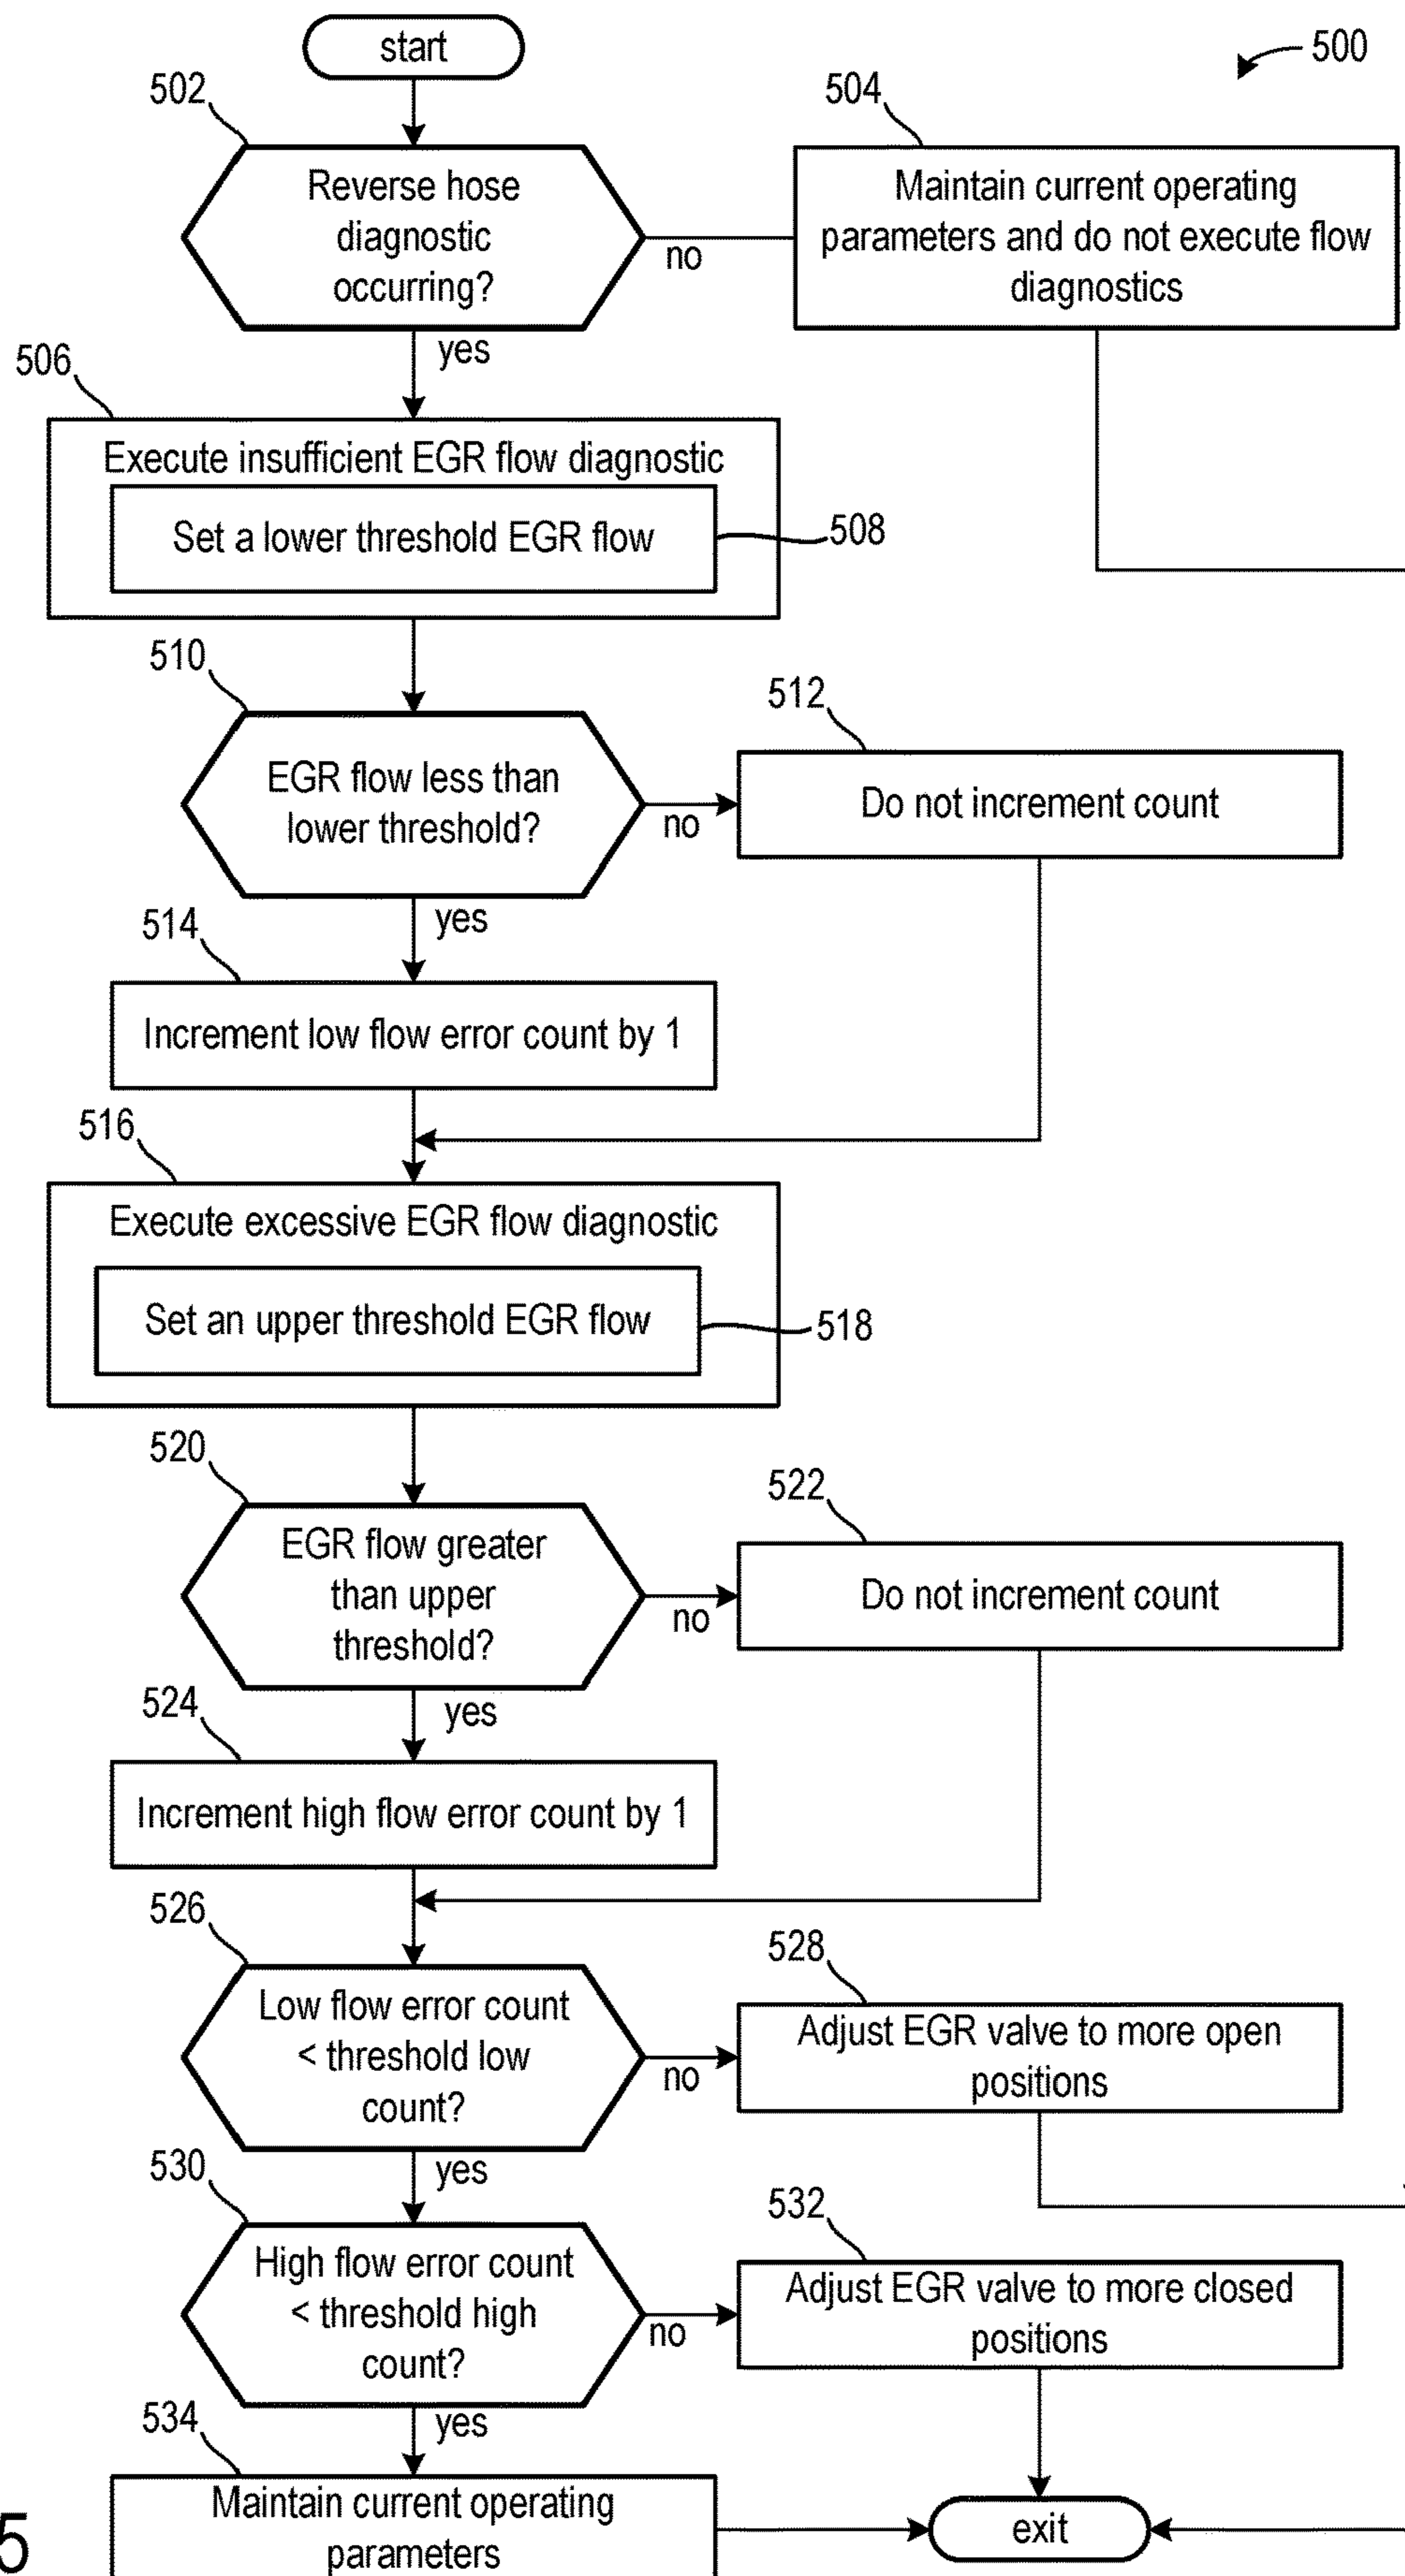 start
500
502
504
Reverse hose
diagnostic
occurring?
no
Maintain current operating
parameters and do not execute flow
diagnostics
yes
506
Execute insufficient EGR flow diagnostic
Set a lower threshold EGR flow
508
510
512
EGR flow less than
lower threshold?
no
Do not increment count
yes
514
Increment low flow error count by 1
516
Execute excessive EGR flow diagnostic
Set an upper threshold EGR flow
518
520
522
EGR flow greater
than upper
threshold?
no
Do not increment count
yes
524
Increment high flow error count by 1
526
528
Low flow error count
< threshold low
count?
no
Adjust EGR valve to more open
positions
yes
530
532
High flow error count
< threshold high
count?
no
Adjust EGR valve to more closed
positions
yes
534
Maintain current operating
parameters
exit
5